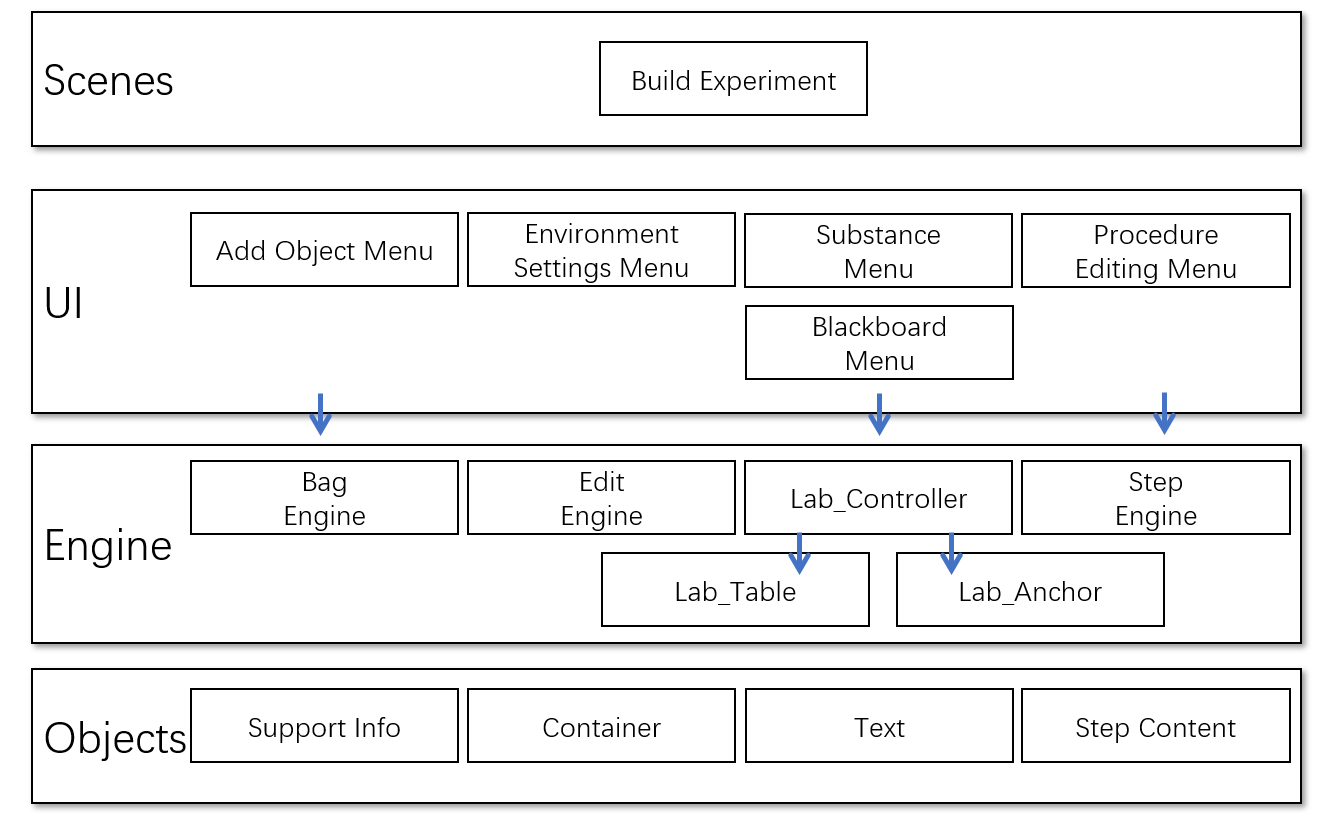 Scenes
Build Experiment
UI
Add Object Menu
Environment
Settings Menu
Substance
Menu
Procedure
Editing Menu
Blackboard
Menu
Engine
Bag
Engine
Edit
Engine
Lab_Controller
Step
Engine
Lab_Table
Lab_Anchor
Objects
Support Info
Container
Text
Step Content